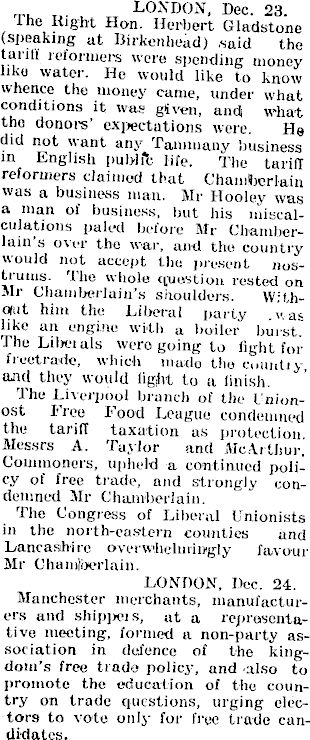 LONDON, Dec. 23.
The Right Hon. Herbert Gladstone
(speaking at Birkenhead) said the
tariff reformers were spending money
like water. He would like to know
whence the money came, under what
conditions it was given, and what
the donors' expectations were. He
did not want any Tammany business
in English public life. The tariff
reformers claimed that Chamberlain
was a business man. Mr Hooley was
a man of business, but his miscal-
culations paled before Mr Chamber-
lain's over the war, and the country
would not accept the present nos-
trums. The whole question rested on
Mr Chamberlain's shoulders. With-
out him the Liberal party was
like an engine with a boiler burst.
The Liberals were going to fight for
freetrade, which made the country,
and they would fight to a finish.
The Liverpool branch of the Union-
ost Free Food League condemned
the tariff taxation as protection.
Messrs A. Taylor and McArthur,
Commoners, upheld a continued poli-
cy of free trade, and strongly con-
demned Mr Chamberlain.
The Congress of Liberal Unionists
in the north-eastern counties and
Lancashire overwhelmingly favour
Mr Chamberlain.
LONDON, Dec. 24.
Manchester merchants, manufactur-
ers and shippers, at a representa-
tive meeting, formed a non-party as-
sociation in defence of the king-
dom's free trade policy, and also to
promote the education of the coun-
try on trade questions, urging elec-
tors to vote only for free trade can-
didates.